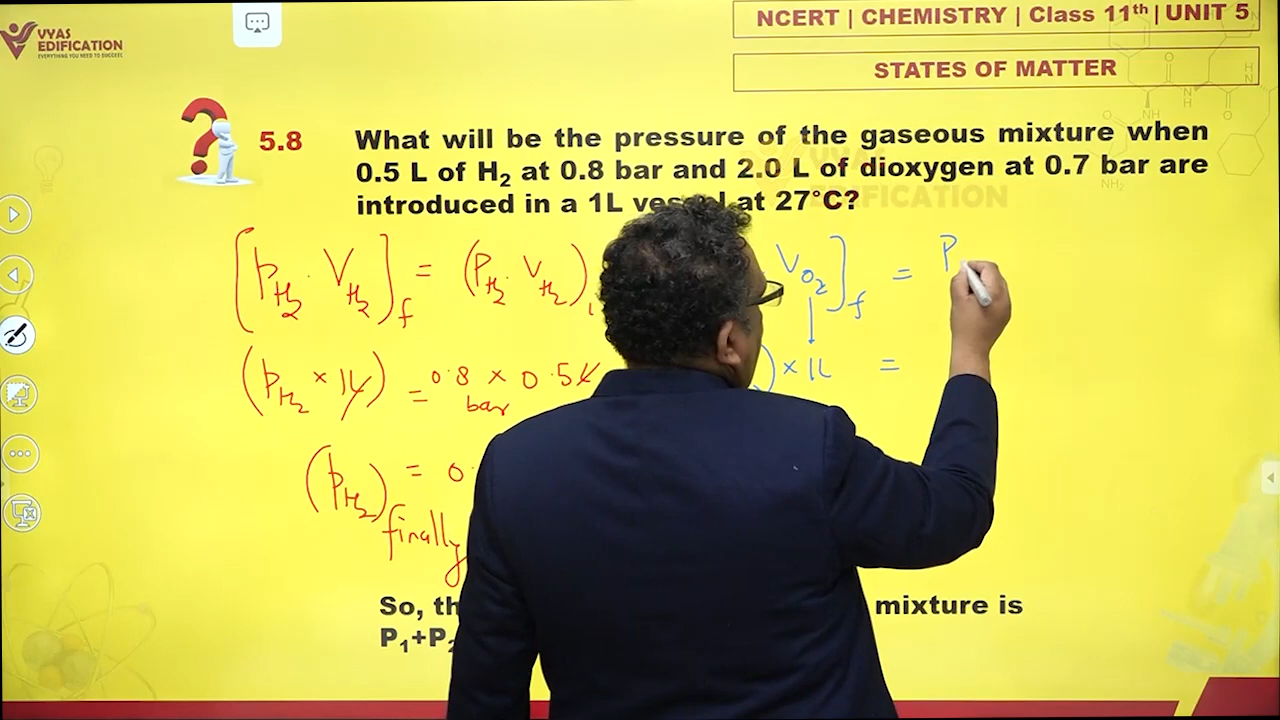 VYAS
EDIFICATION
EVERYTHING YOU NEED TO SUCCEED
NCERT | CHEMISTRY | Class 11th | UNIT 5
STATES OF MATTER
5.8 What will be the pressure of the gaseous mixture when
0.5 L of H2 at 0.8 bar and 2.0 L of dioxygen at 0.7 bar are
introduced in a 1L at 27°C?
VYAS
EDIFICATION
[pH2 . VH2]f = (pH2 . VH2)i VO2]f = P
(pH2 × 1L) = 0.8 bar × 0.5L ) × 1L =
(pH2)finally = 0.
So, mixture is
P1+P2